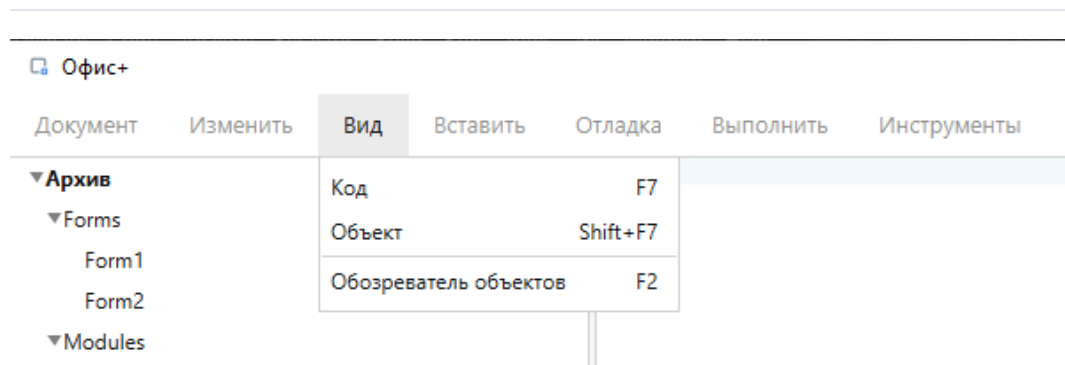 Офис+
Документ Изменить Вид Вставить Отладка Выполнить Инструменты
Архив
Forms
Form1
Form2
Modules
Код F7
Объект Shift+F7
Обозреватель объектов F2